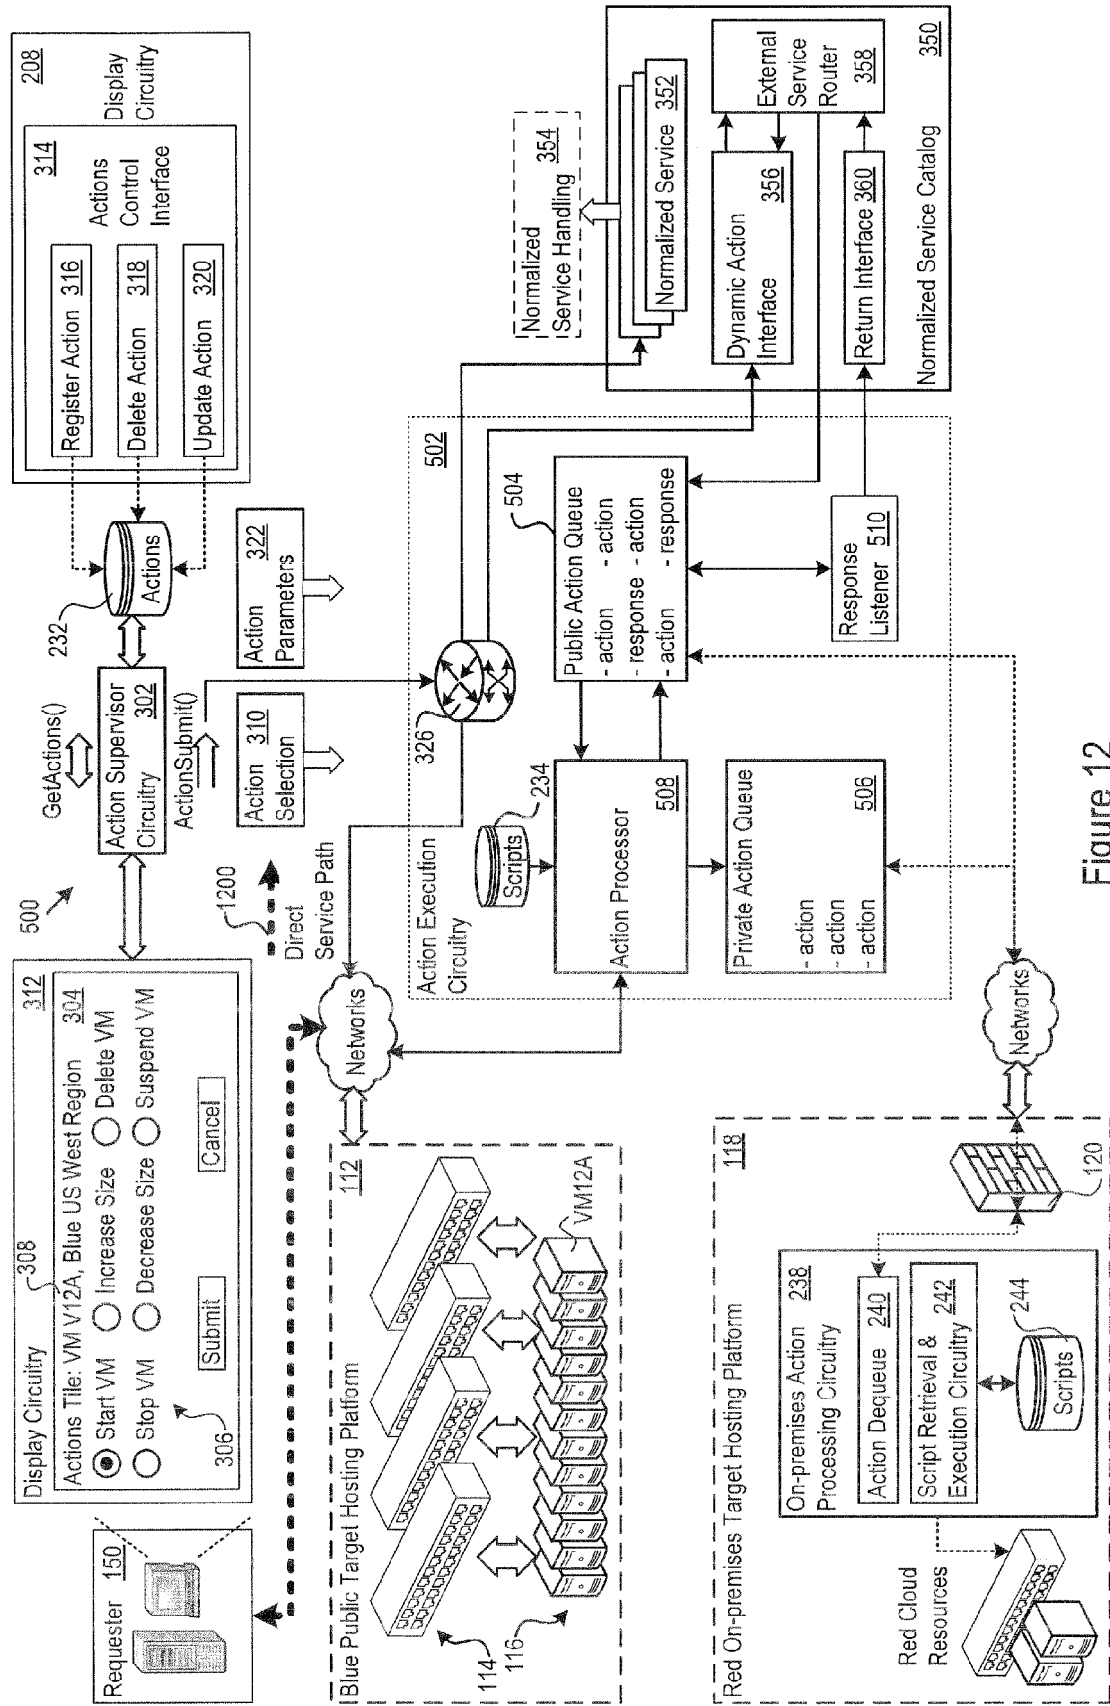 Requester 150
Display Circuitry 312
308
Actions Tile: VM V12A, Blue US West Region 304
Start VM
Increase Size
Delete VM
Stop VM
Decrease Size
Suspend VM
306
Submit
Cancel
500
GetActions()
Action Supervisor
Circuitry 302
ActionSubmit()
232
Actions
208
314
Register Action 316
Delete Action 318
Update Action 320
Actions
Control
Interface
Display
Circuitry
1200
Direct
Service Path
Action 310
Selection
Action 322
Parameters
Blue Public Target Hosting Platform 112
114
116
VM12A
Networks
326
Action Execution
Circuitry
502
Scripts
234
Action Processor
508
Public Action Queue
504
- action - action
- response - action
- action - response
Private Action Queue
- action
- action
- action
506
Response
Listener 510
Normalized 354
Service Handling
Normalized Service 352
Dynamic Action
Interface 356
External
Service
Router
358
Return Interface 360
Normalized Service Catalog 350
Red On-premises Target Hosting Platform 118
On-premises Action 238
Processing Circuitry
Action Dequeue 240
Script Retrieval & 242
Execution Circuitry
244
Scripts
120
Networks
Red Cloud
Resources
Figure 12